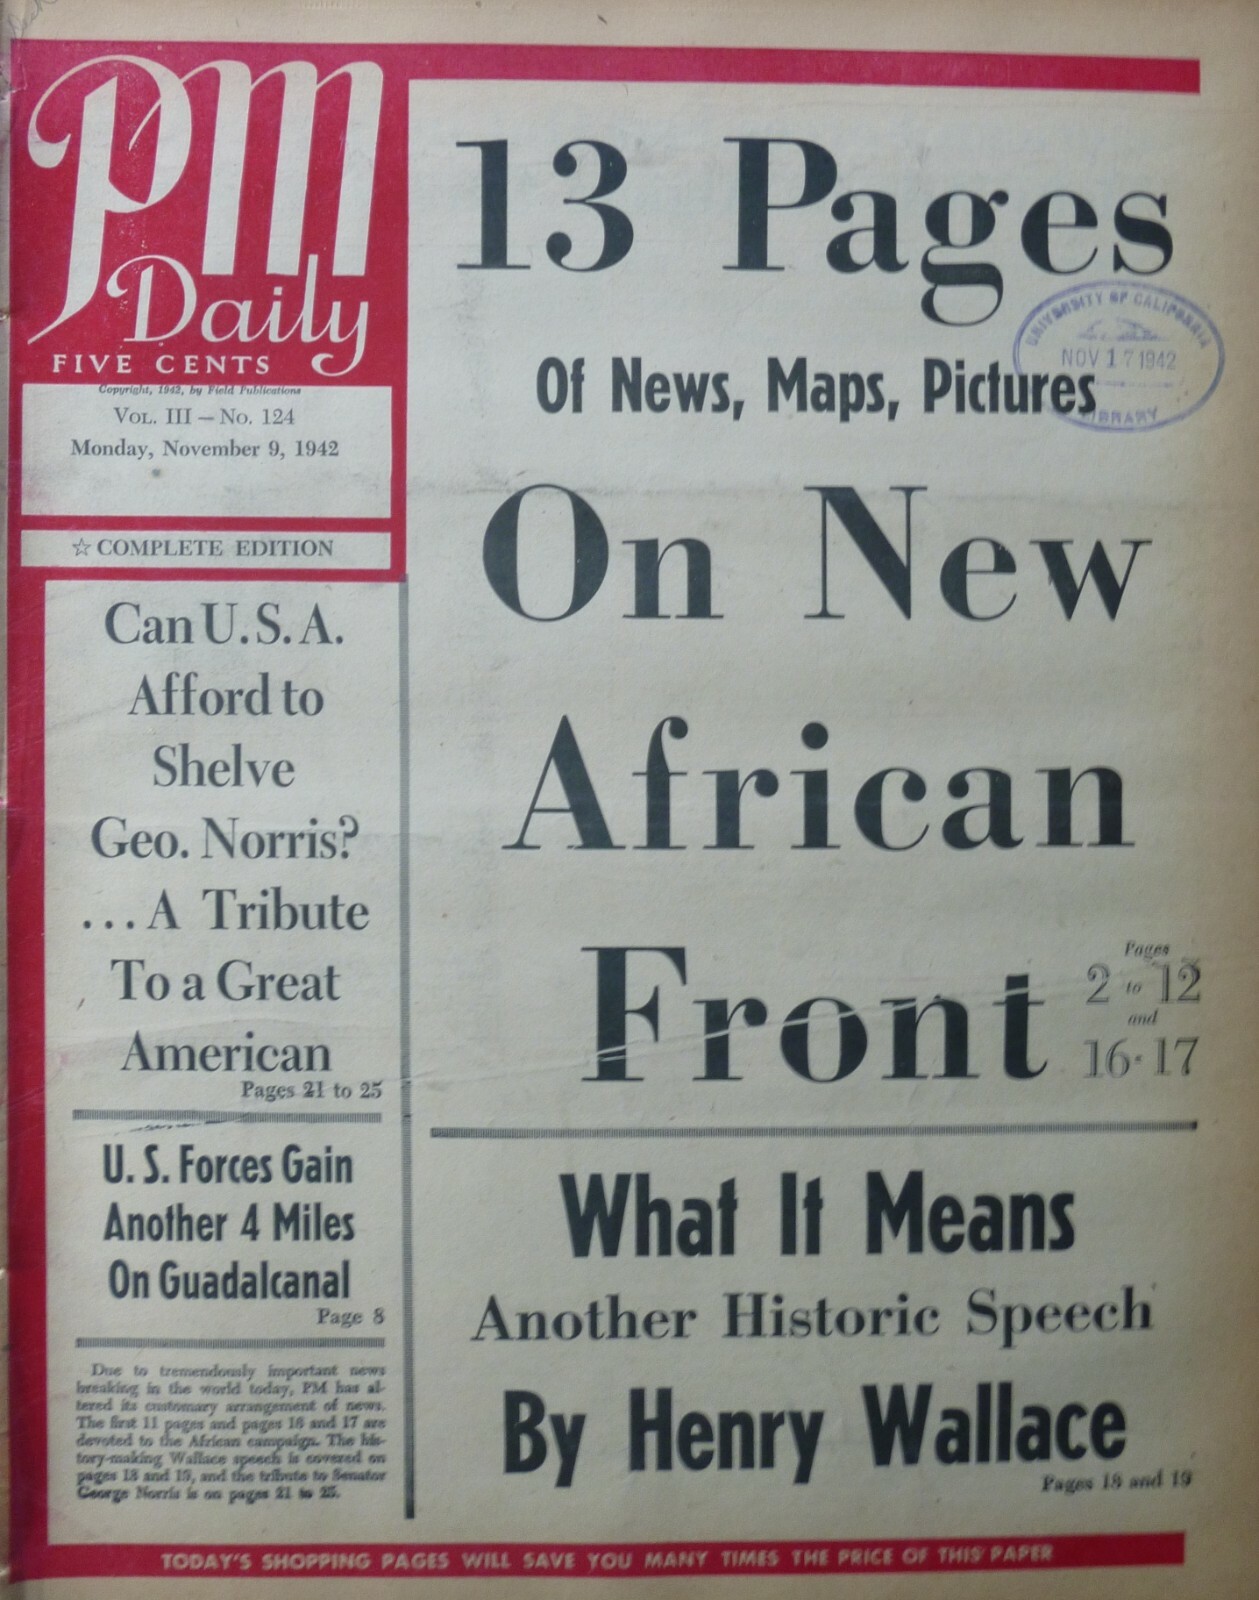 PM
Daily
FIVE CENTS
Copyright, 1942, by Field Publications
VOL. III — No. 124
Monday, November 9, 1942
☆ COMPLETE EDITION
Can U.S.A.
Afford to
Shelve
Geo. Norris?
...A Tribute
To a Great
American
Pages 21 to 25
U. S. Forces Gain
Another 4 Miles
On Guadalcanal
Page 8
Due to tremendously important news
breaking in the world today, PM has al-
tered its customary arrangement of news.
The first 11 pages and pages 16 and 17 are
devoted to the African campaign. The his-
tory-making Wallace speech is covered on
pages 18 and 19, and the tribute to Senator
George Norris is on pages 21 to 25.
13 Pages
Of News, Maps, Pictures
UNIVERSITY OF CALIFORNIA
NOV 17 1942
LIBRARY
On New
African
Front
Pages
2 to 12
and
16-17
What It Means
Another Historic Speech
By Henry Wallace
Pages 18 and 19
TODAY'S SHOPPING PAGES WILL SAVE YOU MANY TIMES THE PRICE OF THIS PAPER